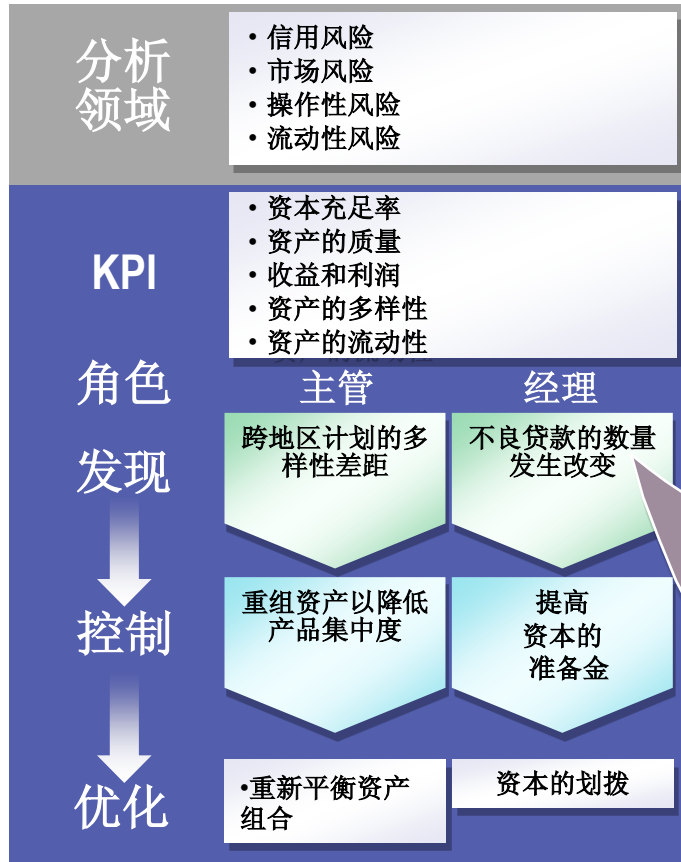 分析
领域
• 信用风险
• 市场风险
• 操作性风险
• 流动性风险
KPI
• 资本充足率
• 资产的质量
• 收益和利润
• 资产的多样性
• 资产的流动性
角色
主管
经理
发现
跨地区计划的多
样性差距
不良贷款的数量
发生改变
控制
重组资产以降低
产品集中度
提高
资本的
准备金
优化
•重新平衡资产
组合
资本的划拨